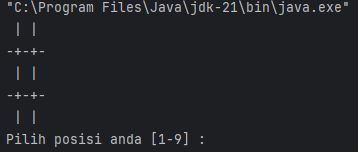 "C:\Program Files\Java\jdk-21\bin\java.exe"
 | |
-+-+-
 | |
-+-+-
 | |
Pilih posisi anda [1-9] :